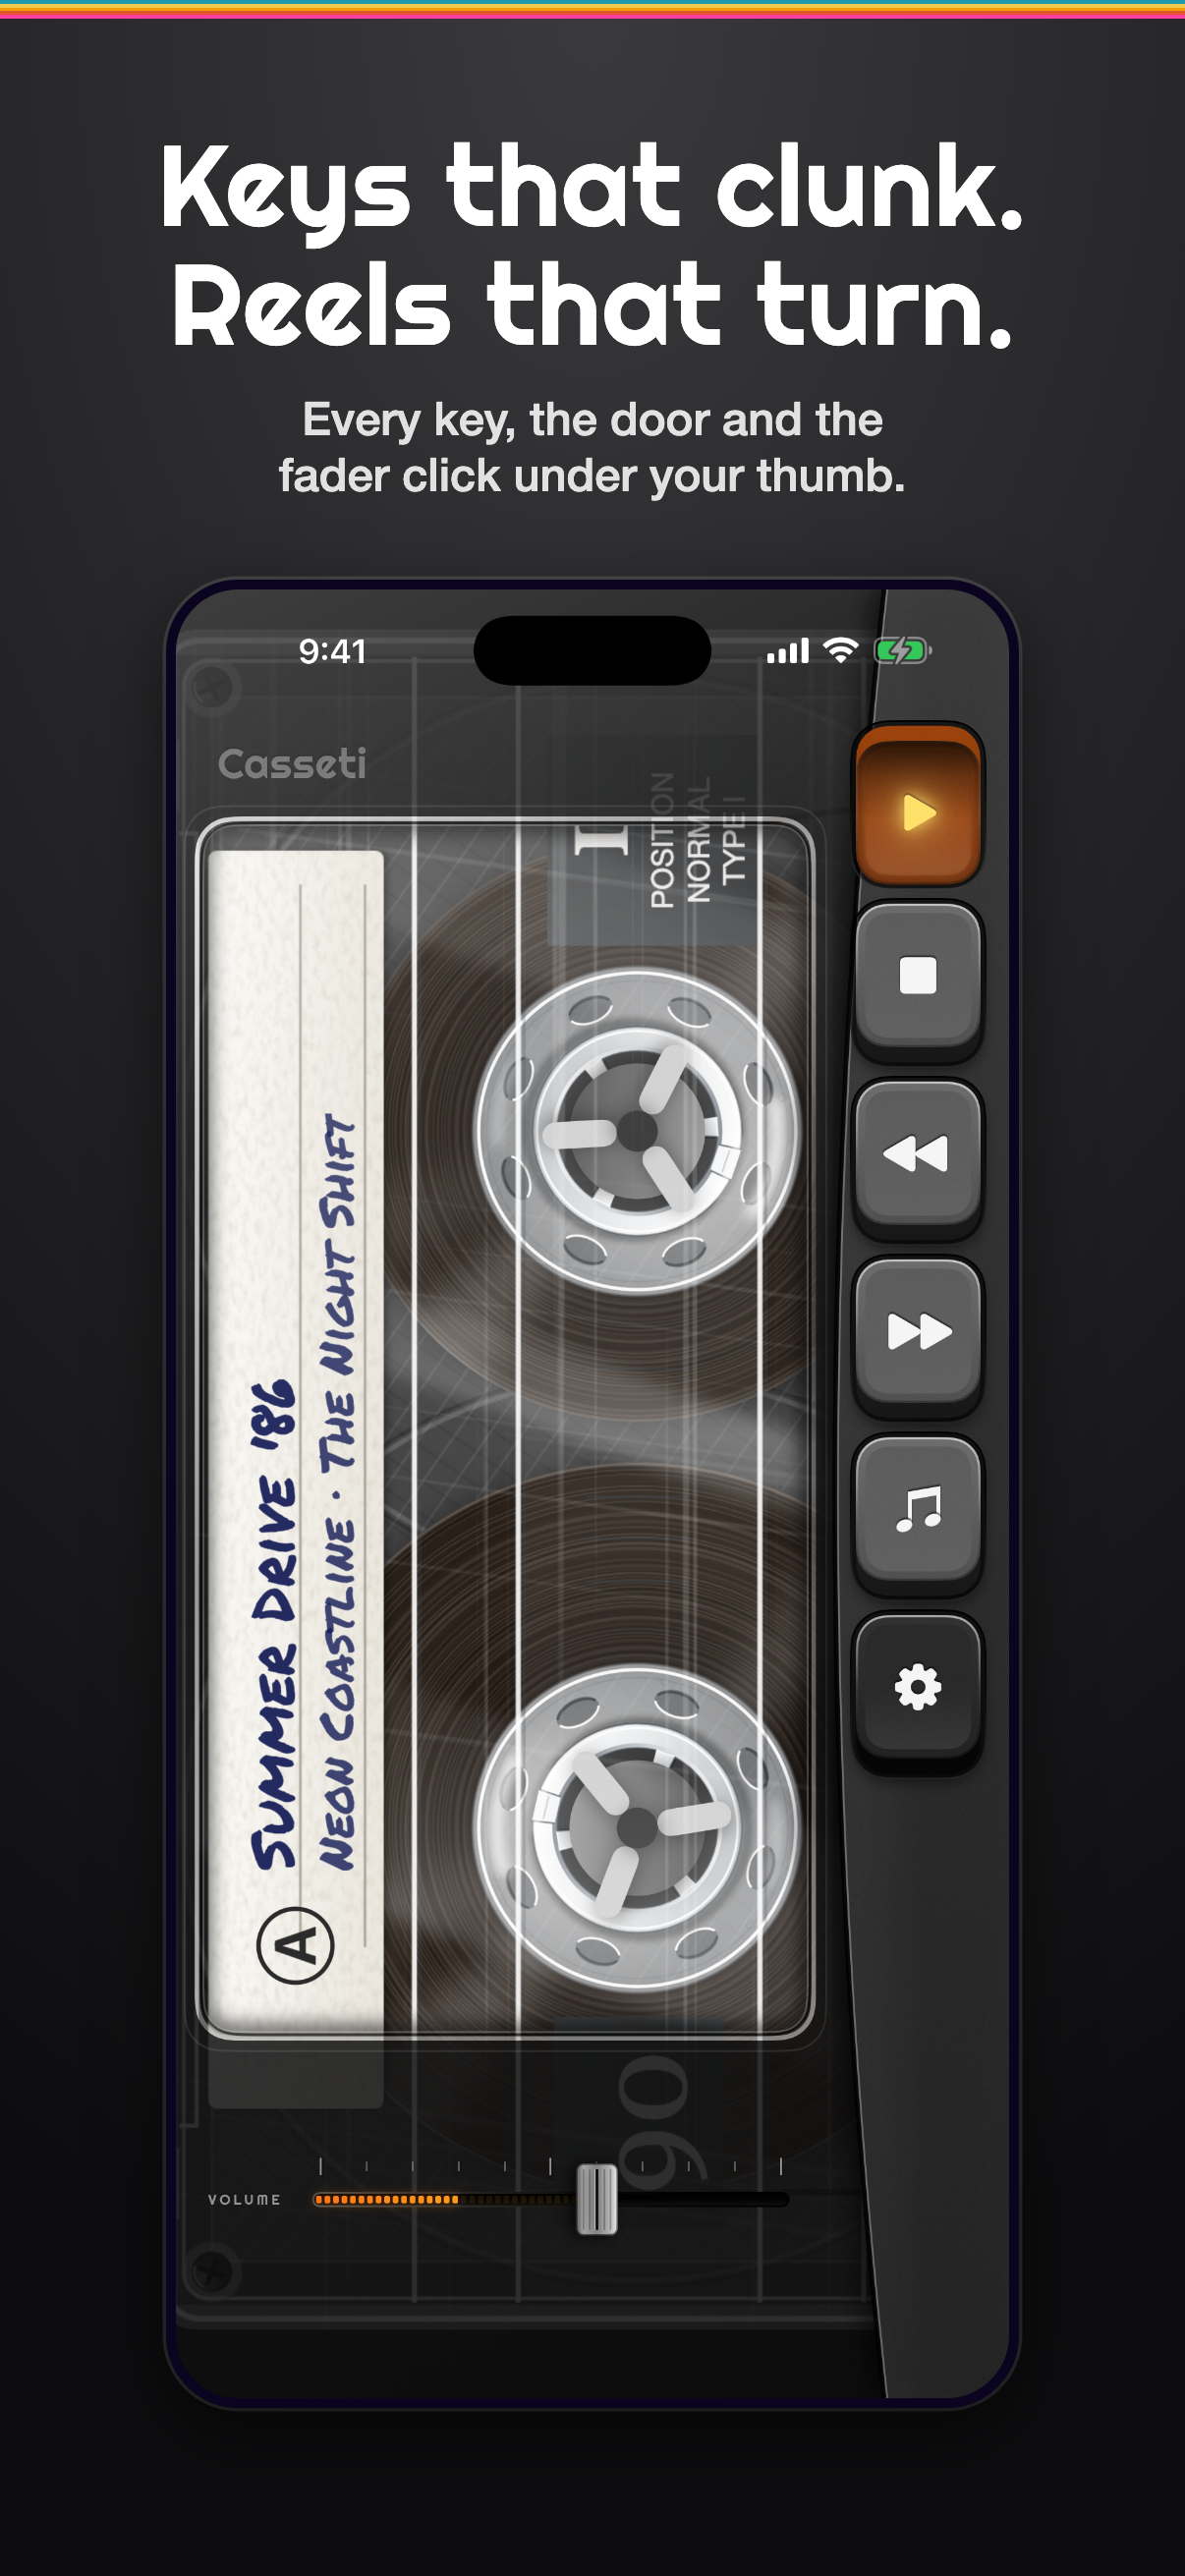 Keys that clunk.
Reels that turn.
Every key, the door and the
fader click under your thumb.
9:41
Casseti
I
POSITION
NORMAL
TYPE I
SUMMER DRIVE '86
NEON COASTLINE · THE NIGHT SHIFT
A
90
VOLUME